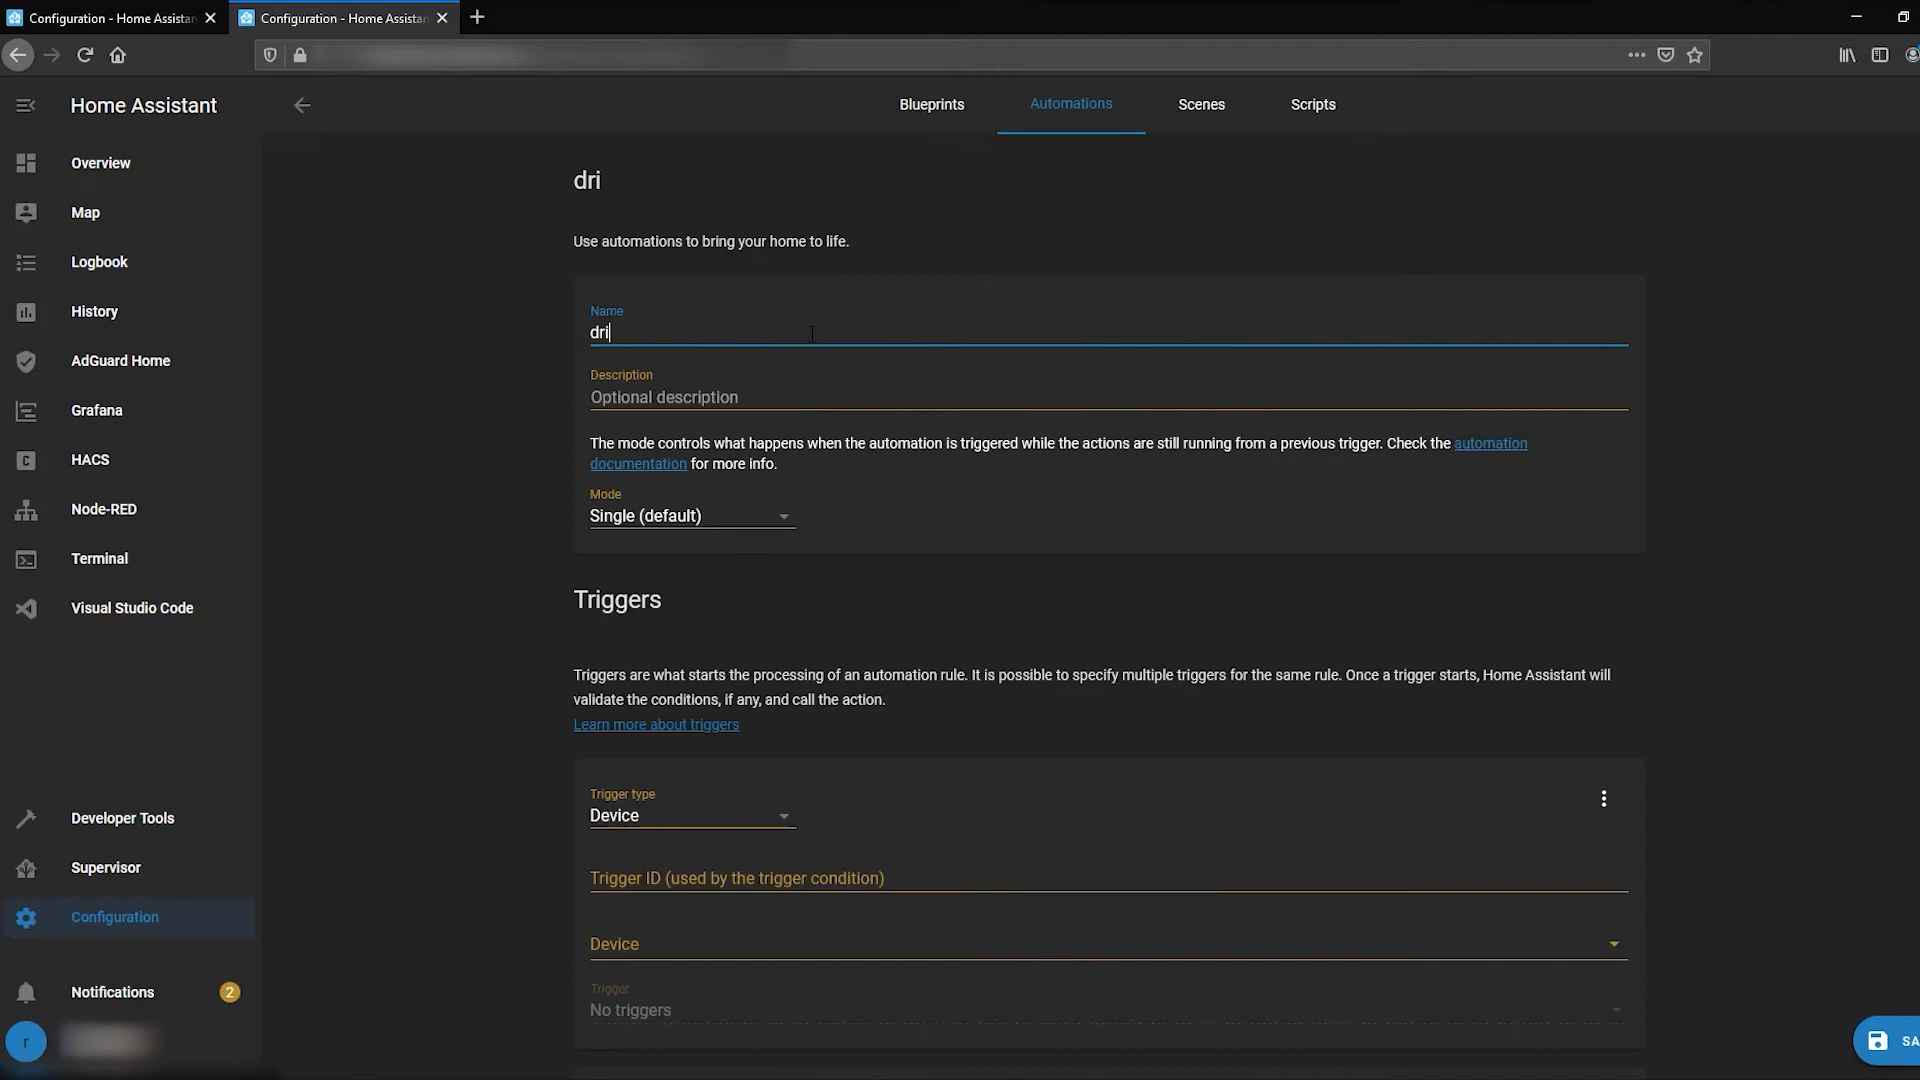 Configuration - Home Assistan
Configuration - Home Assistan
Home Assistant
Blueprints
Automations
Scenes
Scripts
Overview
Map
Logbook
History
AdGuard Home
Grafana
HACS
Node-RED
Terminal
Visual Studio Code
Developer Tools
Supervisor
Configuration
Notifications
2
r
dri
Use automations to bring your home to life.
Name
dri
Description
Optional description
The mode controls what happens when the automation is triggered while the actions are still running from a previous trigger. Check the automation
documentation for more info.
Mode
Single (default)
Triggers
Triggers are what starts the processing of an automation rule. It is possible to specify multiple triggers for the same rule. Once a trigger starts, Home Assistant will
validate the conditions, if any, and call the action.
Learn more about triggers
Trigger type
Device
Trigger ID (used by the trigger condition)
Device
Trigger
No triggers
SA